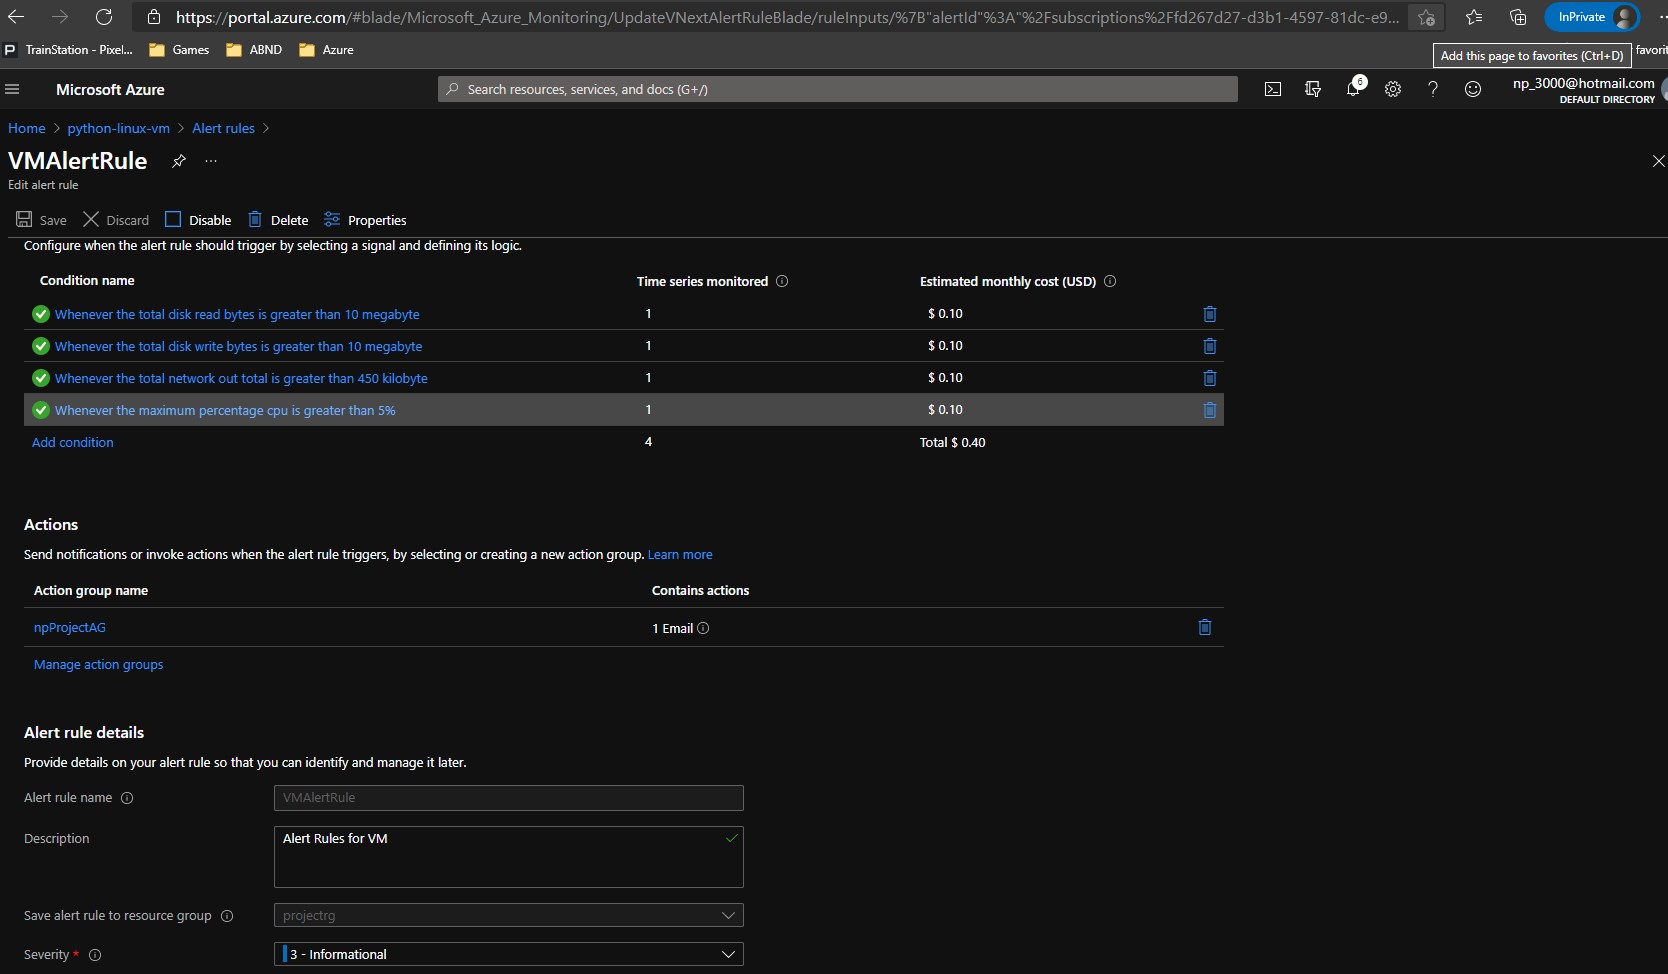 https://portal.azure.com/#blade/Microsoft_Azure_Monitoring/UpdateVNextAlertRuleBlade/ruleInputs/%7B"alertId"%3A"%2Fsubscriptions%2Ffd267d27-d3b1-4597-81dc-e9...
InPrivate
TrainStation - Pixel...
Games
ABND
Azure
Add this page to favorites (Ctrl+D)
favorit
Microsoft Azure
Search resources, services, and docs (G+/)
6
np_3000@hotmail.com
DEFAULT DIRECTORY
Home > python-linux-vm > Alert rules >
VMAlertRule
...
Edit alert rule
Save
Discard
Disable
Delete
Properties
Configure when the alert rule should trigger by selecting a signal and defining its logic.
Condition name Time series monitored Estimated monthly cost (USD)
Whenever the total disk read bytes is greater than 10 megabyte 1 $ 0.10
Whenever the total disk write bytes is greater than 10 megabyte 1 $ 0.10
Whenever the total network out total is greater than 450 kilobyte 1 $ 0.10
Whenever the maximum percentage cpu is greater than 5% 1 $ 0.10
Add condition 4 Total $ 0.40
Actions
Send notifications or invoke actions when the alert rule triggers, by selecting or creating a new action group. Learn more
Action group name Contains actions
npProjectAG 1 Email
Manage action groups
Alert rule details
Provide details on your alert rule so that you can identify and manage it later.
Alert rule name VMAlertRule
Description Alert Rules for VM
Save alert rule to resource group projectrg
Severity * 3 - Informational